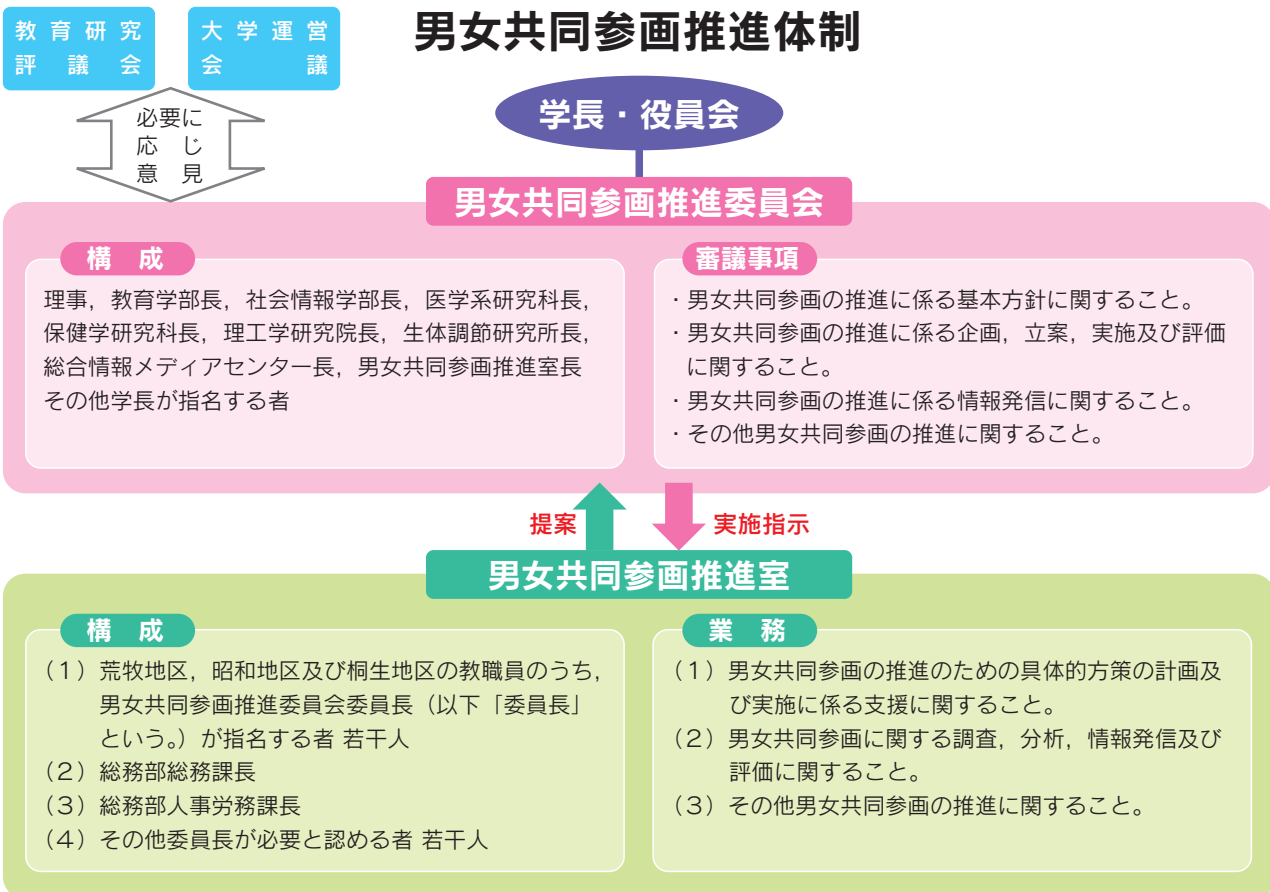 教育研究
評議会
大学運営
会議
男女共同参画推進体制
必要に
応じ
意見
学長・役員会
男女共同参画推進委員会
構成
理事，教育学部長，社会情報学部長，医学系研究科長，
保健学研究科長，理工学研究院長，生体調節研究所長，
総合情報メディアセンター長，男女共同参画推進室長
その他学長が指名する者
審議事項
・男女共同参画の推進に係る基本方針に関すること。
・男女共同参画の推進に係る企画，立案，実施及び評価
に関すること。
・男女共同参画の推進に係る情報発信に関すること。
・その他男女共同参画の推進に関すること。
提案
実施指示
男女共同参画推進室
構成
（1）荒牧地区，昭和地区及び桐生地区の教職員のうち，
男女共同参画推進委員会委員長（以下「委員長」
という。）が指名する者 若干人
（2）総務部総務課長
（3）総務部人事労務課長
（4）その他委員長が必要と認める者 若干人
業務
（1）男女共同参画の推進のための具体的方策の計画及
び実施に係る支援に関すること。
（2）男女共同参画に関する調査，分析，情報発信及び
評価に関すること。
（3）その他男女共同参画の推進に関すること。